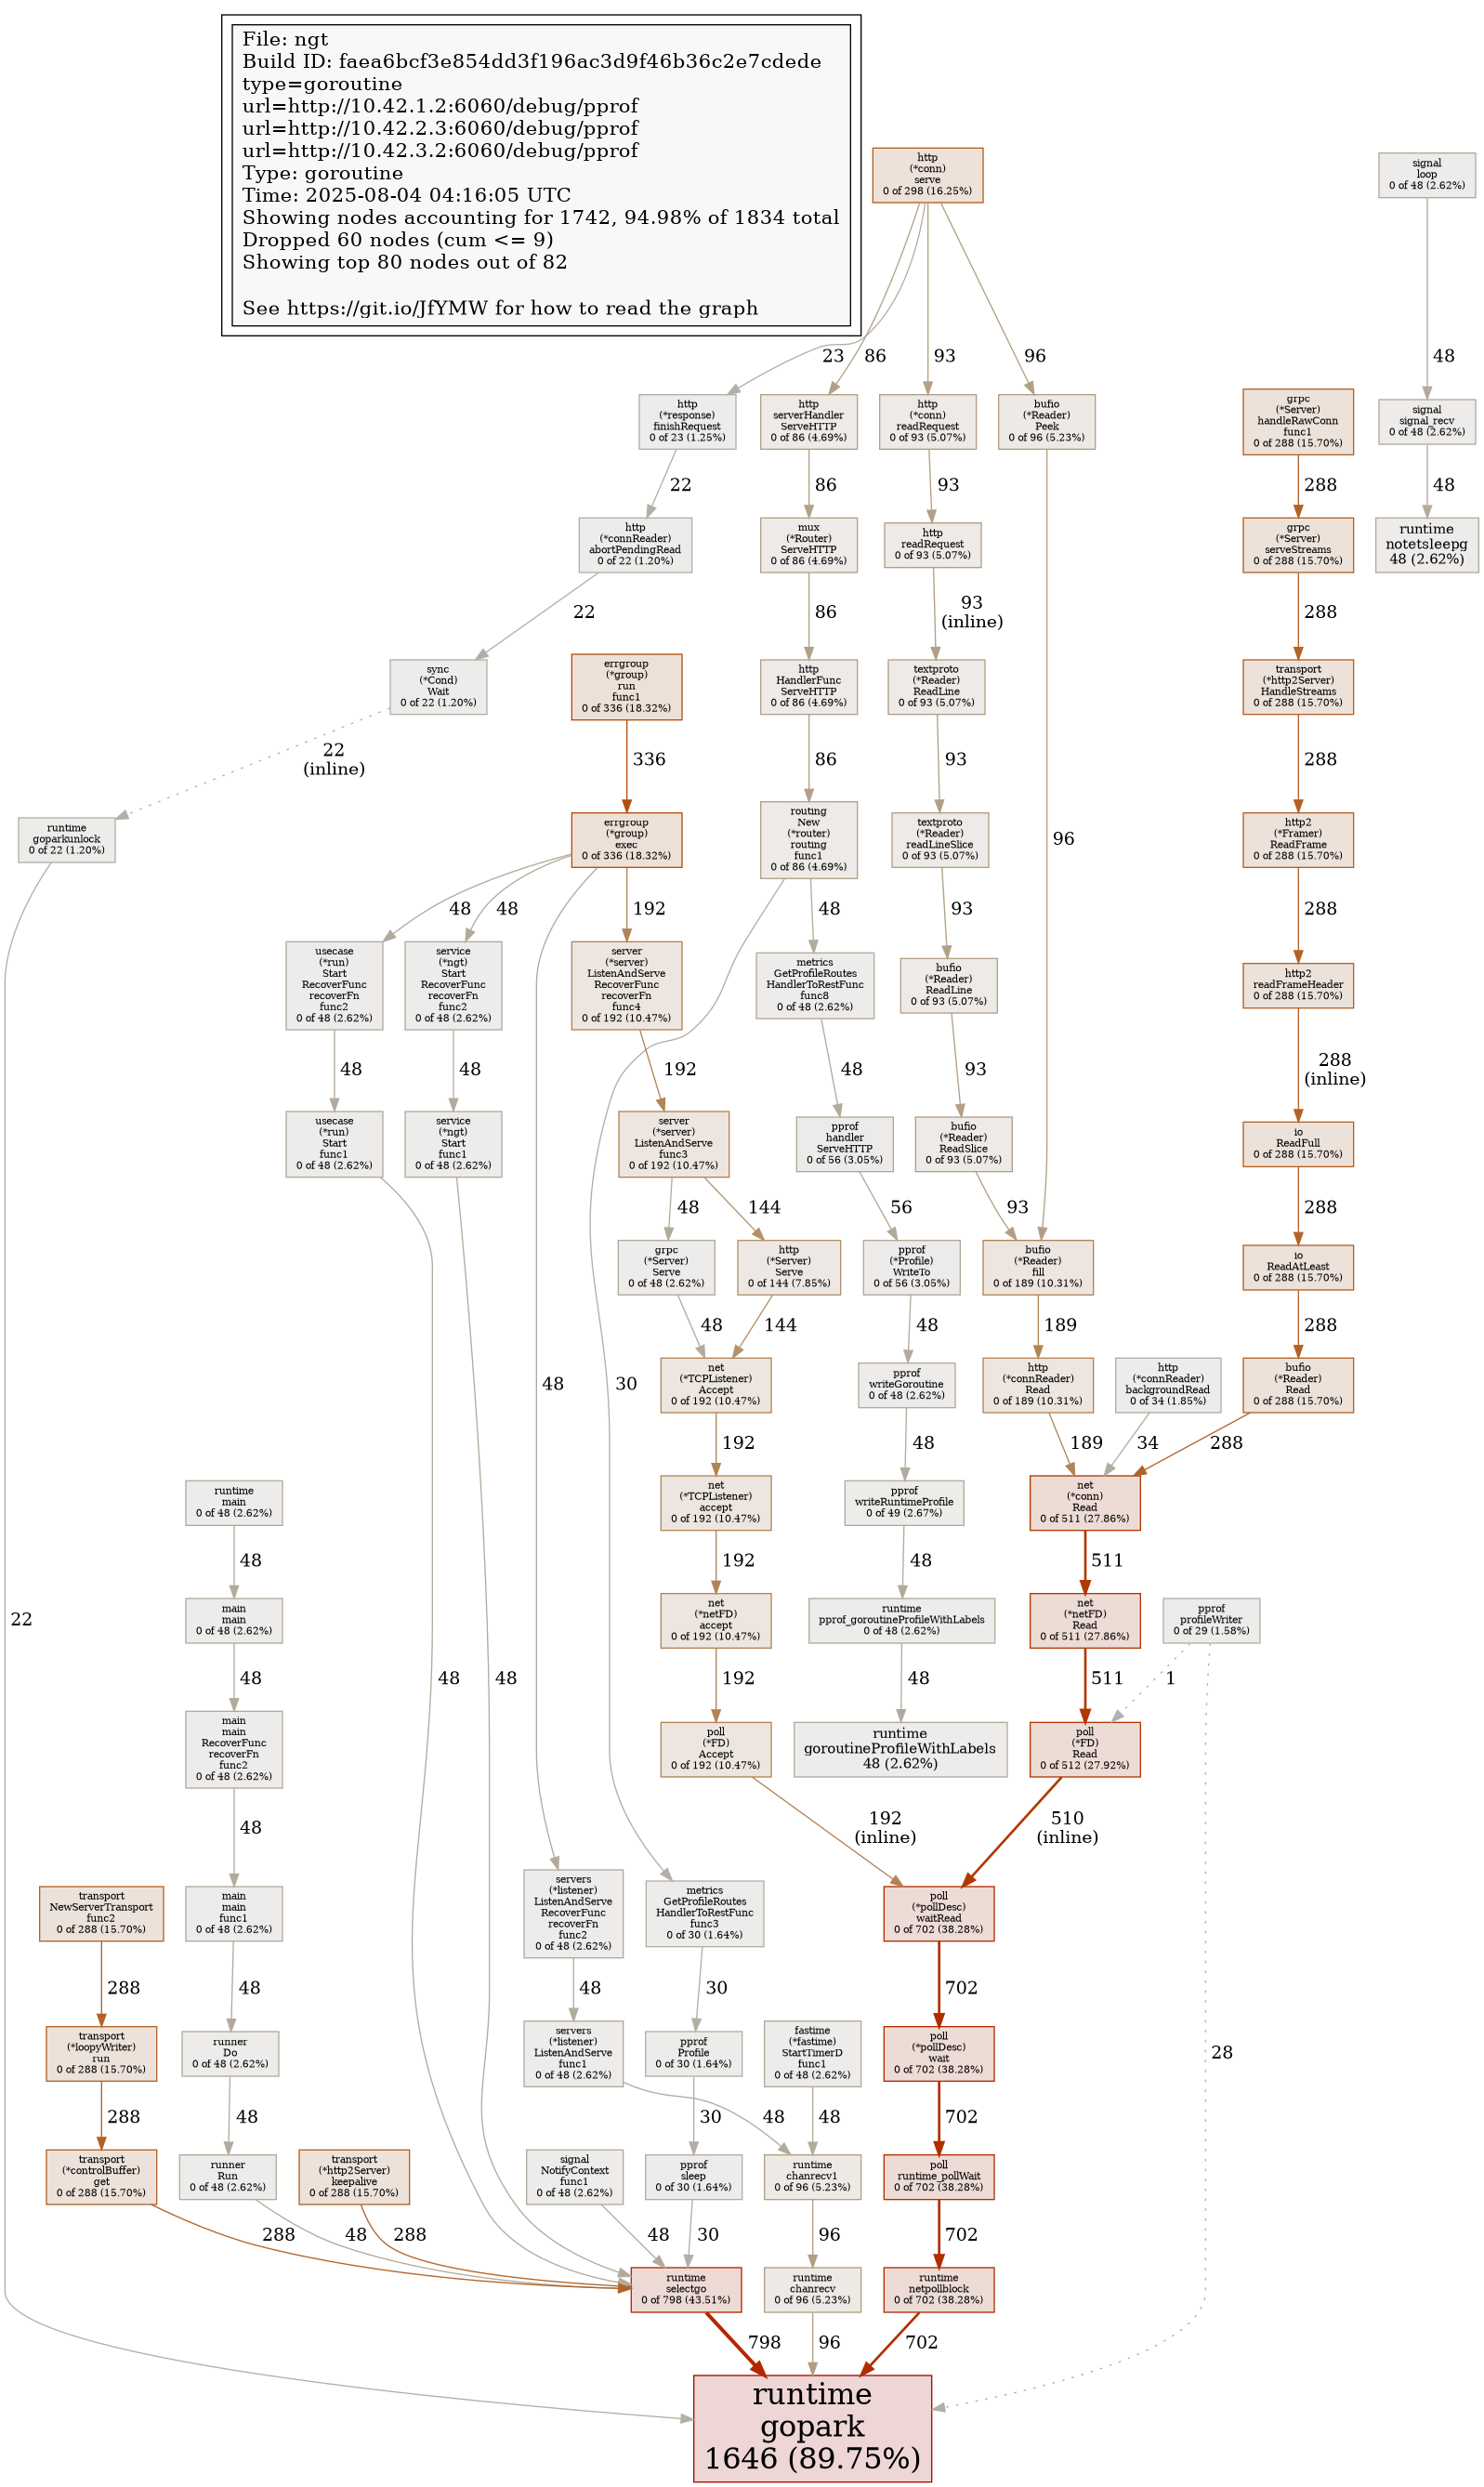 File: ngt
Build ID: faea6bcf3e854dd3f196ac3d9f46b36c2e7cdede
type=goroutine
url=http://10.42.1.2:6060/debug/pprof
url=http://10.42.2.3:6060/debug/pprof
url=http://10.42.3.2:6060/debug/pprof
Type: goroutine
Time: 2025-08-04 04:16:05 UTC
Showing nodes accounting for 1742, 94.98% of 1834 total
Dropped 60 nodes (cum <= 9)
Showing top 80 nodes out of 82
See https://git.io/JfYMW for how to read the graph
http
(*conn)
serve
0 of 298 (16.25%)
signal
loop
0 of 48 (2.62%)
23
86
93
96
48
http
(*response)
finishRequest
0 of 23 (1.25%)
http
serverHandler
ServeHTTP
0 of 86 (4.69%)
http
(*conn)
readRequest
0 of 93 (5.07%)
bufio
(*Reader)
Peek
0 of 96 (5.23%)
grpc
(*Server)
handleRawConn
func1
0 of 288 (15.70%)
signal
signal_recv
0 of 48 (2.62%)
22
86
93
288
48
http
(*connReader)
abortPendingRead
0 of 22 (1.20%)
mux
(*Router)
ServeHTTP
0 of 86 (4.69%)
http
readRequest
0 of 93 (5.07%)
grpc
(*Server)
serveStreams
0 of 288 (15.70%)
runtime
notetsleepg
48 (2.62%)
22
86
93
(inline)
288
sync
(*Cond)
Wait
0 of 22 (1.20%)
errgroup
(*group)
run
func1
0 of 336 (18.32%)
http
HandlerFunc
ServeHTTP
0 of 86 (4.69%)
textproto
(*Reader)
ReadLine
0 of 93 (5.07%)
transport
(*http2Server)
HandleStreams
0 of 288 (15.70%)
22
(inline)
336
86
93
288
runtime
goparkunlock
0 of 22 (1.20%)
errgroup
(*group)
exec
0 of 336 (18.32%)
routing
New
(*router)
routing
func1
0 of 86 (4.69%)
textproto
(*Reader)
readLineSlice
0 of 93 (5.07%)
96
http2
(*Framer)
ReadFrame
0 of 288 (15.70%)
48
48
192
48
93
288
usecase
(*run)
Start
RecoverFunc
recoverFn
func2
0 of 48 (2.62%)
service
(*ngt)
Start
RecoverFunc
recoverFn
func2
0 of 48 (2.62%)
server
(*server)
ListenAndServe
RecoverFunc
recoverFn
func4
0 of 192 (10.47%)
metrics
GetProfileRoutes
HandlerToRestFunc
func8
0 of 48 (2.62%)
bufio
(*Reader)
ReadLine
0 of 93 (5.07%)
http2
readFrameHeader
0 of 288 (15.70%)
48
48
192
48
93
288
(inline)
usecase
(*run)
Start
func1
0 of 48 (2.62%)
service
(*ngt)
Start
func1
0 of 48 (2.62%)
server
(*server)
ListenAndServe
func3
0 of 192 (10.47%)
pprof
handler
ServeHTTP
0 of 56 (3.05%)
bufio
(*Reader)
ReadSlice
0 of 93 (5.07%)
io
ReadFull
0 of 288 (15.70%)
48
144
56
93
288
grpc
(*Server)
Serve
0 of 48 (2.62%)
http
(*Server)
Serve
0 of 144 (7.85%)
pprof
(*Profile)
WriteTo
0 of 56 (3.05%)
bufio
(*Reader)
fill
0 of 189 (10.31%)
io
ReadAtLeast
0 of 288 (15.70%)
48
144
48
189
288
48
30
net
(*TCPListener)
Accept
0 of 192 (10.47%)
pprof
writeGoroutine
0 of 48 (2.62%)
http
(*connReader)
Read
0 of 189 (10.31%)
http
(*connReader)
backgroundRead
0 of 34 (1.85%)
bufio
(*Reader)
Read
0 of 288 (15.70%)
192
48
189
34
288
runtime
main
0 of 48 (2.62%)
net
(*TCPListener)
accept
0 of 192 (10.47%)
pprof
writeRuntimeProfile
0 of 49 (2.67%)
net
(*conn)
Read
0 of 511 (27.86%)
48
192
48
511
22
main
main
0 of 48 (2.62%)
net
(*netFD)
accept
0 of 192 (10.47%)
runtime
pprof_goroutineProfileWithLabels
0 of 48 (2.62%)
net
(*netFD)
Read
0 of 511 (27.86%)
pprof
profileWriter
0 of 29 (1.58%)
48
48
48
192
48
511
1
main
main
RecoverFunc
recoverFn
func2
0 of 48 (2.62%)
poll
(*FD)
Accept
0 of 192 (10.47%)
runtime
goroutineProfileWithLabels
48 (2.62%)
poll
(*FD)
Read
0 of 512 (27.92%)
48
192
(inline)
510
(inline)
transport
NewServerTransport
func2
0 of 288 (15.70%)
main
main
func1
0 of 48 (2.62%)
servers
(*listener)
ListenAndServe
RecoverFunc
recoverFn
func2
0 of 48 (2.62%)
metrics
GetProfileRoutes
HandlerToRestFunc
func3
0 of 30 (1.64%)
poll
(*pollDesc)
waitRead
0 of 702 (38.28%)
288
48
48
30
702
28
transport
(*loopyWriter)
run
0 of 288 (15.70%)
runner
Do
0 of 48 (2.62%)
servers
(*listener)
ListenAndServe
func1
0 of 48 (2.62%)
pprof
Profile
0 of 30 (1.64%)
fastime
(*fastime)
StartTimerD
func1
0 of 48 (2.62%)
poll
(*pollDesc)
wait
0 of 702 (38.28%)
288
48
30
48
48
702
transport
(*controlBuffer)
get
0 of 288 (15.70%)
runner
Run
0 of 48 (2.62%)
transport
(*http2Server)
keepalive
0 of 288 (15.70%)
signal
NotifyContext
func1
0 of 48 (2.62%)
pprof
sleep
0 of 30 (1.64%)
runtime
chanrecv1
0 of 96 (5.23%)
poll
runtime_pollWait
0 of 702 (38.28%)
288
48
288
48
30
96
702
runtime
selectgo
0 of 798 (43.51%)
runtime
chanrecv
0 of 96 (5.23%)
runtime
netpollblock
0 of 702 (38.28%)
798
96
702
runtime
gopark
1646 (89.75%)